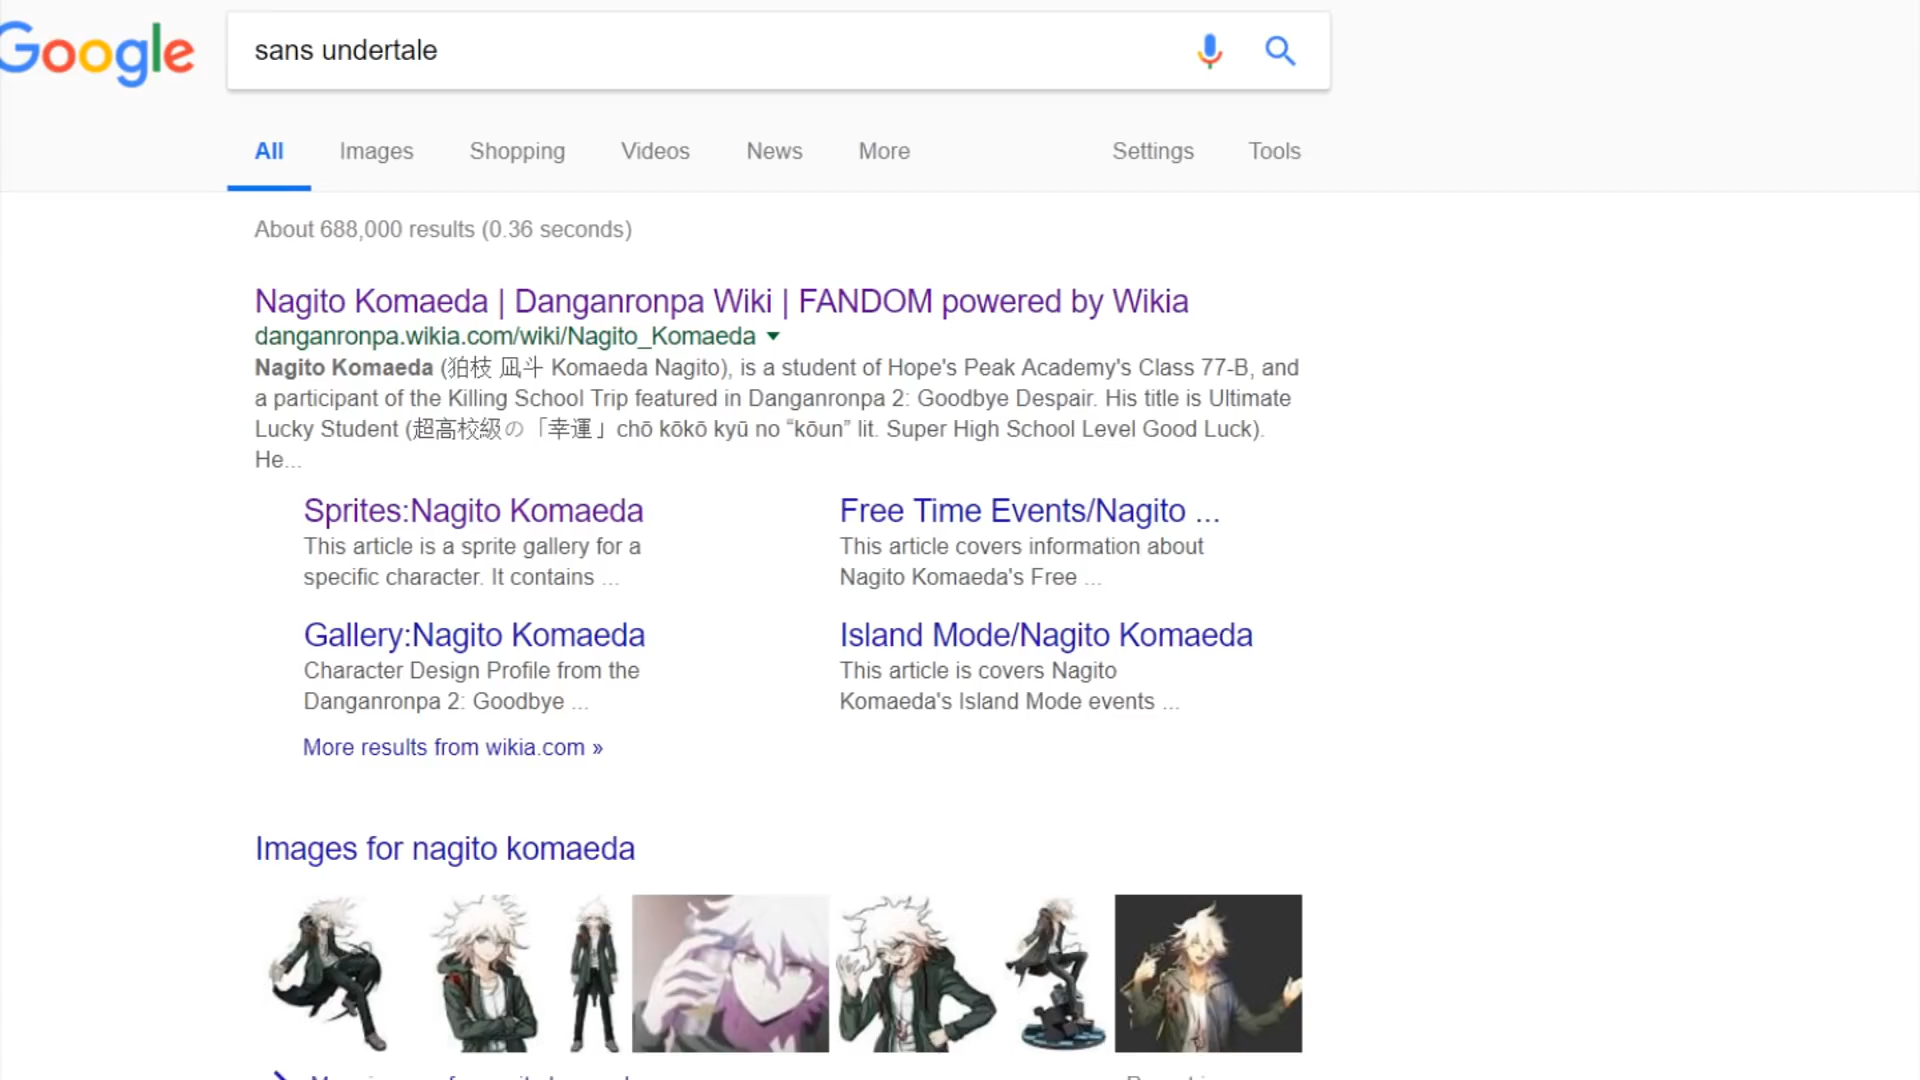 Google
sans undertale
All Images Shopping Videos News More Settings Tools
About 688,000 results (0.36 seconds)
Nagito Komaeda | Danganronpa Wiki | FANDOM powered by Wikia
danganronpa.wikia.com/wiki/Nagito_Komaeda
Nagito Komaeda (狛枝 凪斗 Komaeda Nagito), is a student of Hope's Peak Academy's Class 77-B, and
a participant of the Killing School Trip featured in Danganronpa 2: Goodbye Despair. His title is Ultimate
Lucky Student (超高校級の「幸運」chō kōkō kyū no “kōun” lit. Super High School Level Good Luck).
He...
Sprites:Nagito Komaeda
This article is a sprite gallery for a
specific character. It contains ...
Free Time Events/Nagito ...
This article covers information about
Nagito Komaeda's Free ...
Gallery:Nagito Komaeda
Character Design Profile from the
Danganronpa 2: Goodbye ...
Island Mode/Nagito Komaeda
This article is covers Nagito
Komaeda's Island Mode events ...
More results from wikia.com »
Images for nagito komaeda